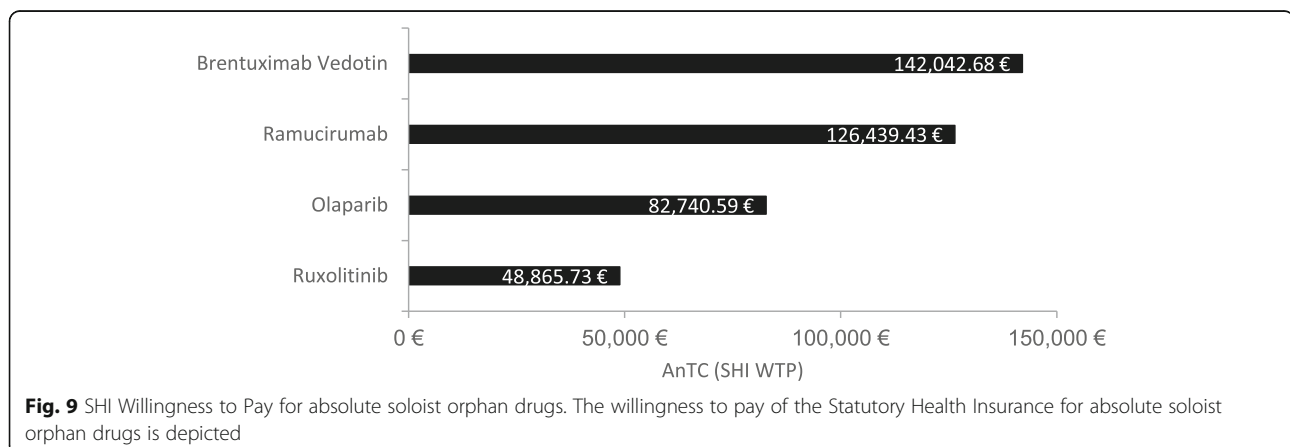 Brentuximab Vedotin
142,042.68 €
Ramucirumab
126,439.43 €
Olaparib
82,740.59 €
Ruxolitinib
48,865.73 €
0 €
50,000 €
100,000 €
150,000 €
AnTC (SHI WTP)
Fig. 9 SHI Willingness to Pay for absolute soloist orphan drugs. The willingness to pay of the Statutory Health Insurance for absolute soloist
orphan drugs is depicted